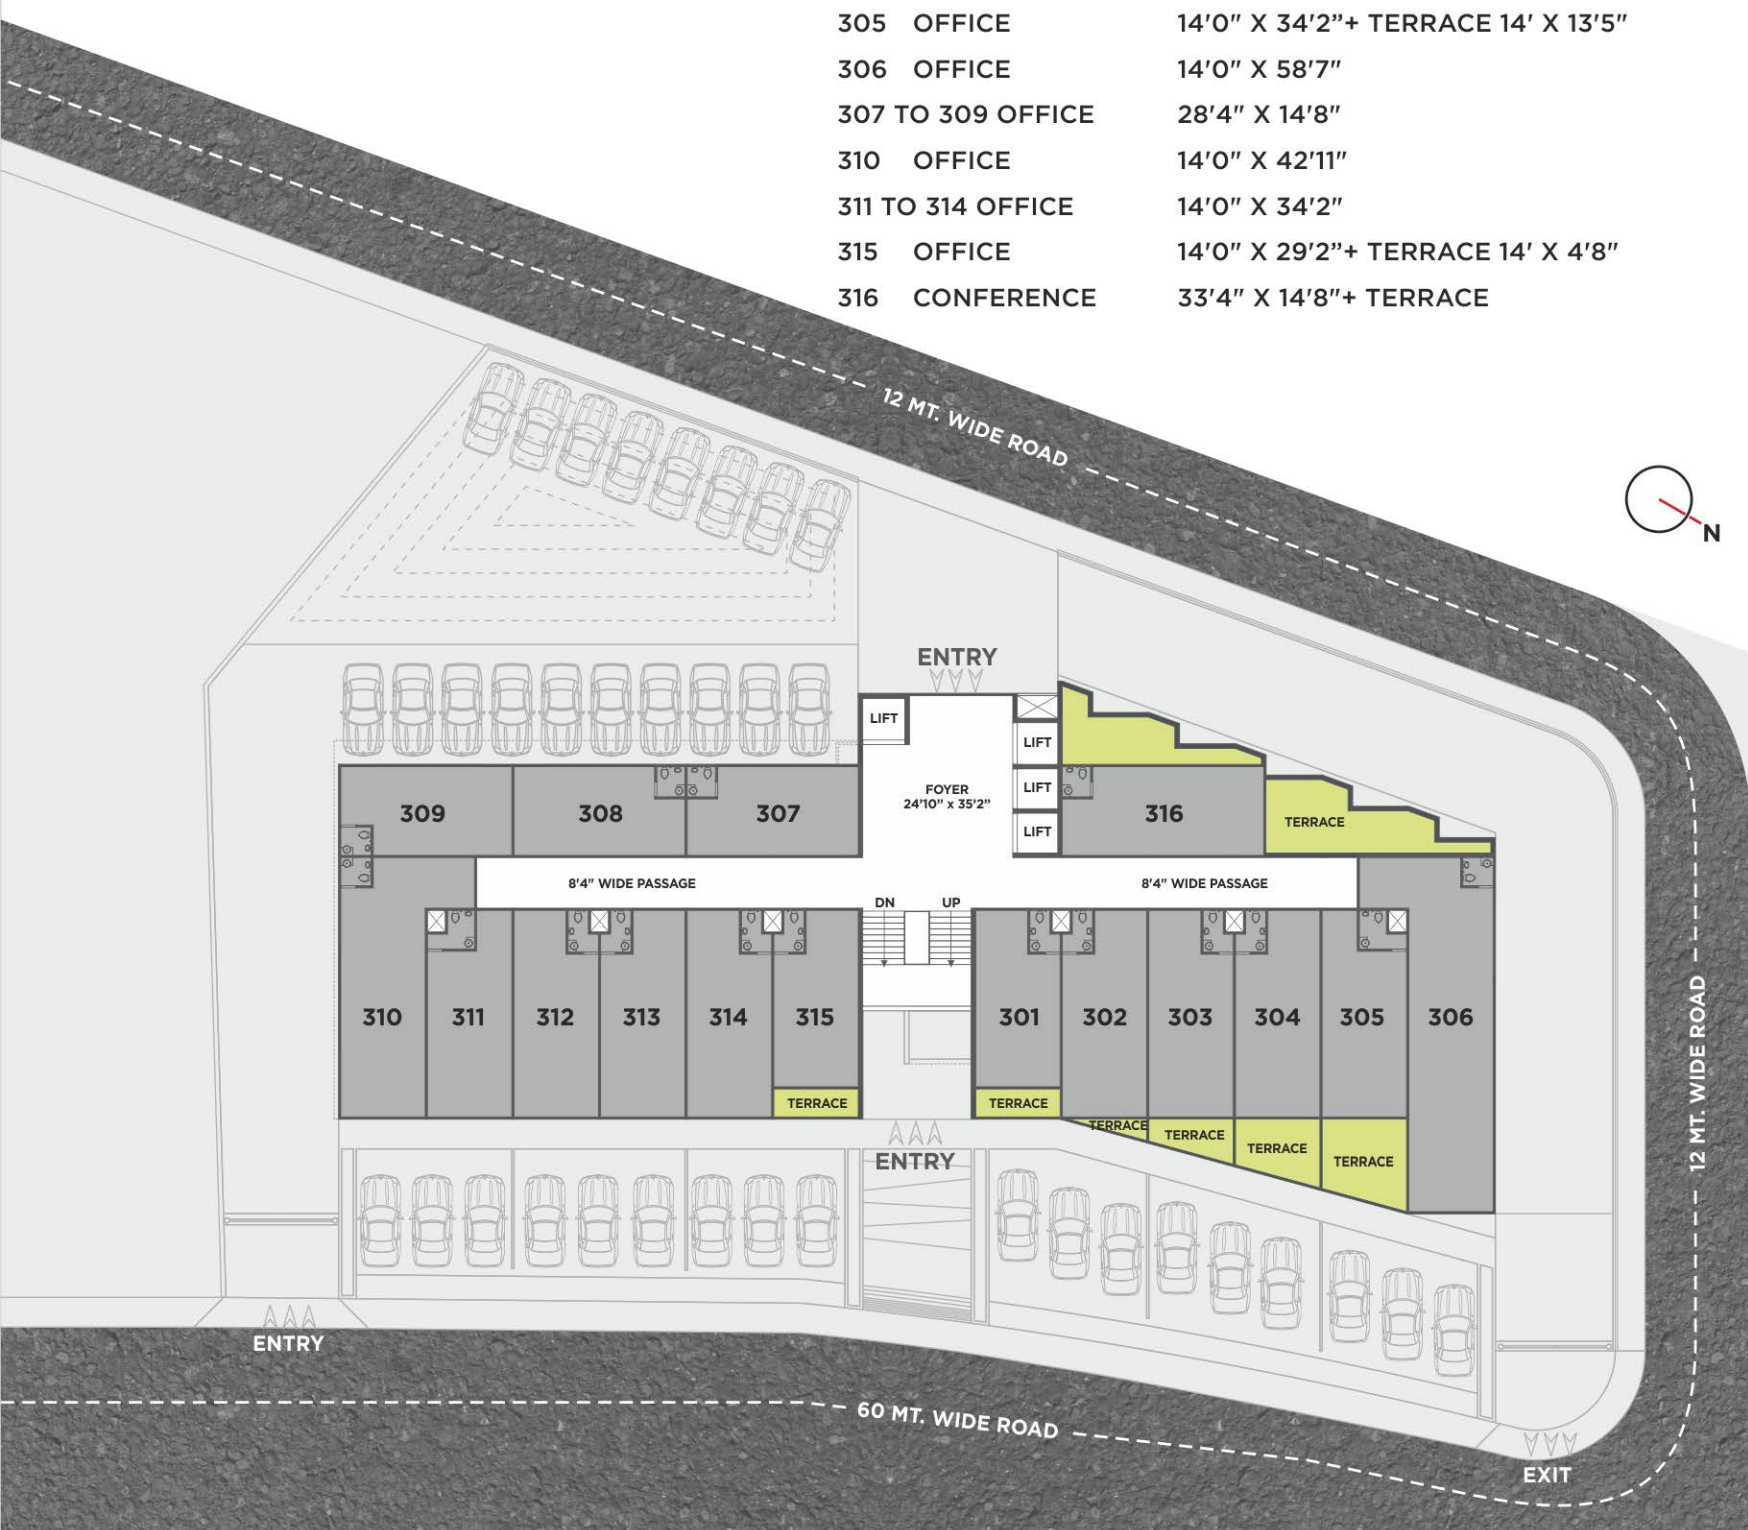 305 OFFICE 14'0" X 34'2”+ TERRACE 14' X 13'5"
306 OFFICE 14'0" X 58'7"
307 TO 309 OFFICE 28'4" X 14'8"
310 OFFICE 14'0" X 42'11"
311 TO 314 OFFICE 14'0" X 34'2"
315 OFFICE 14'0" X 29'2”+ TERRACE 14' X 4'8"
316 CONFERENCE 33'4" X 14'8"+ TERRACE
12 MT. WIDE ROAD
N
ENTRY
LIFT
LIFT
FOYER
24'10” x 35'2”
LIFT
LIFT
309 308 307 316
TERRACE
8'4" WIDE PASSAGE
8'4" WIDE PASSAGE
DN UP
310 311 312 313 314 315 301 302 303 304 305 306
12 MT. WIDE ROAD
TERRACE
TERRACE
TERRACE
TERRACE
TERRACE
TERRACE
ENTRY
ENTRY
60 MT. WIDE ROAD
EXIT